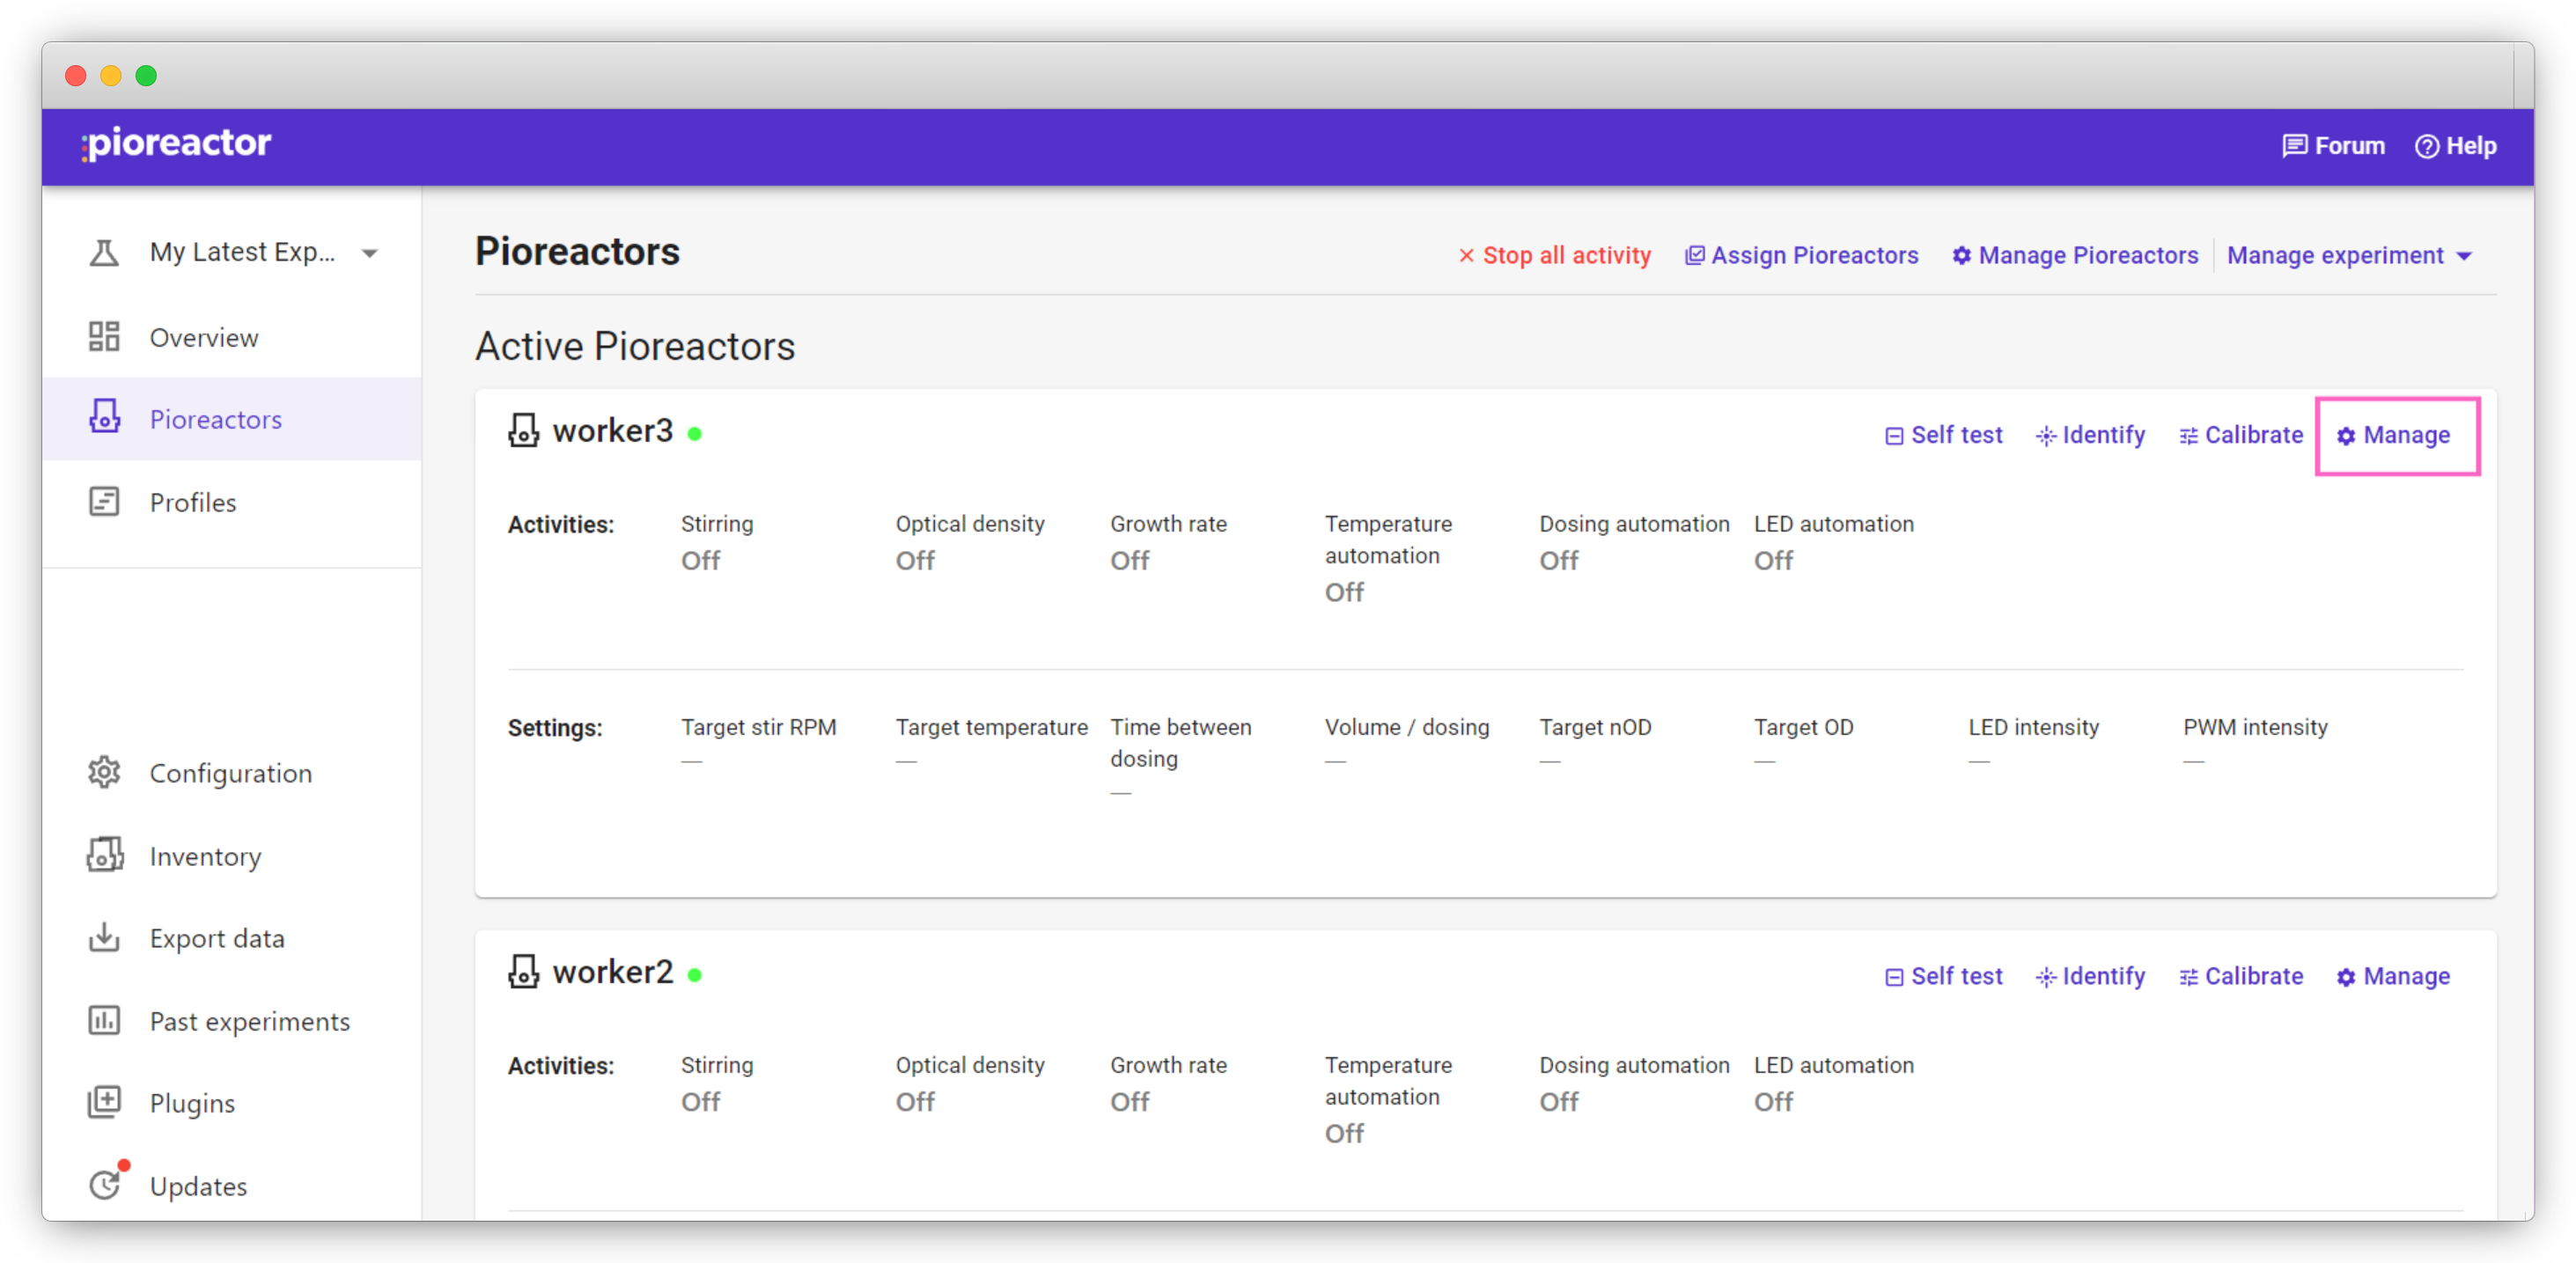 pioreactor
Forum
Help
My Latest Exp...
Overview
Pioreactors
Profiles
Configuration
Inventory
Export data
Past experiments
Plugins
Updates
Pioreactors
Stop all activity
Assign Pioreactors
Manage Pioreactors
Manage experiment
Active Pioreactors
worker3
Self test
Identify
Calibrate
Manage
Activities:
Stirring
Off
Optical density
Off
Growth rate
Off
Temperature
automation
Off
Dosing automation
Off
LED automation
Off
Settings:
Target stir RPM
—
Target temperature
—
Time between
dosing
—
Volume / dosing
—
Target nOD
—
Target OD
—
LED intensity
—
PWM intensity
—
worker2
Self test
Identify
Calibrate
Manage
Activities:
Stirring
Off
Optical density
Off
Growth rate
Off
Temperature
automation
Off
Dosing automation
Off
LED automation
Off